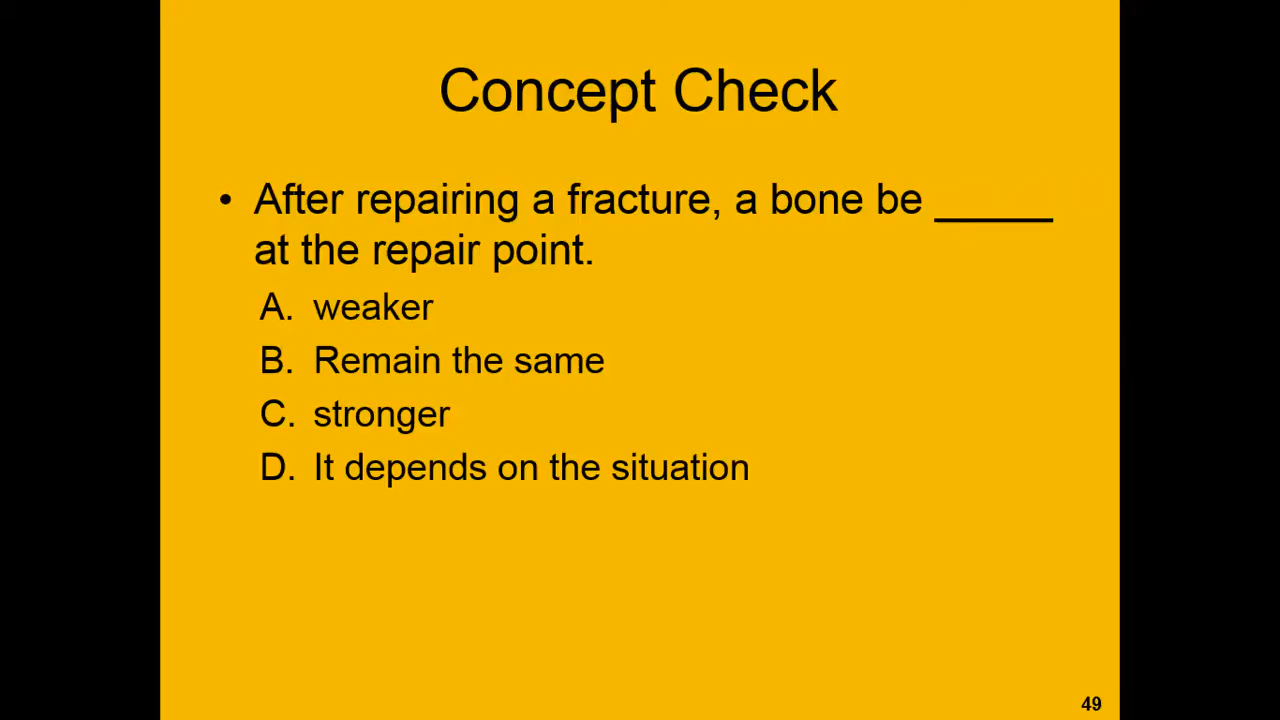 Concept Check
• After repairing a fracture, a bone be _____
at the repair point.
A. weaker
B. Remain the same
C. stronger
D. It depends on the situation
49